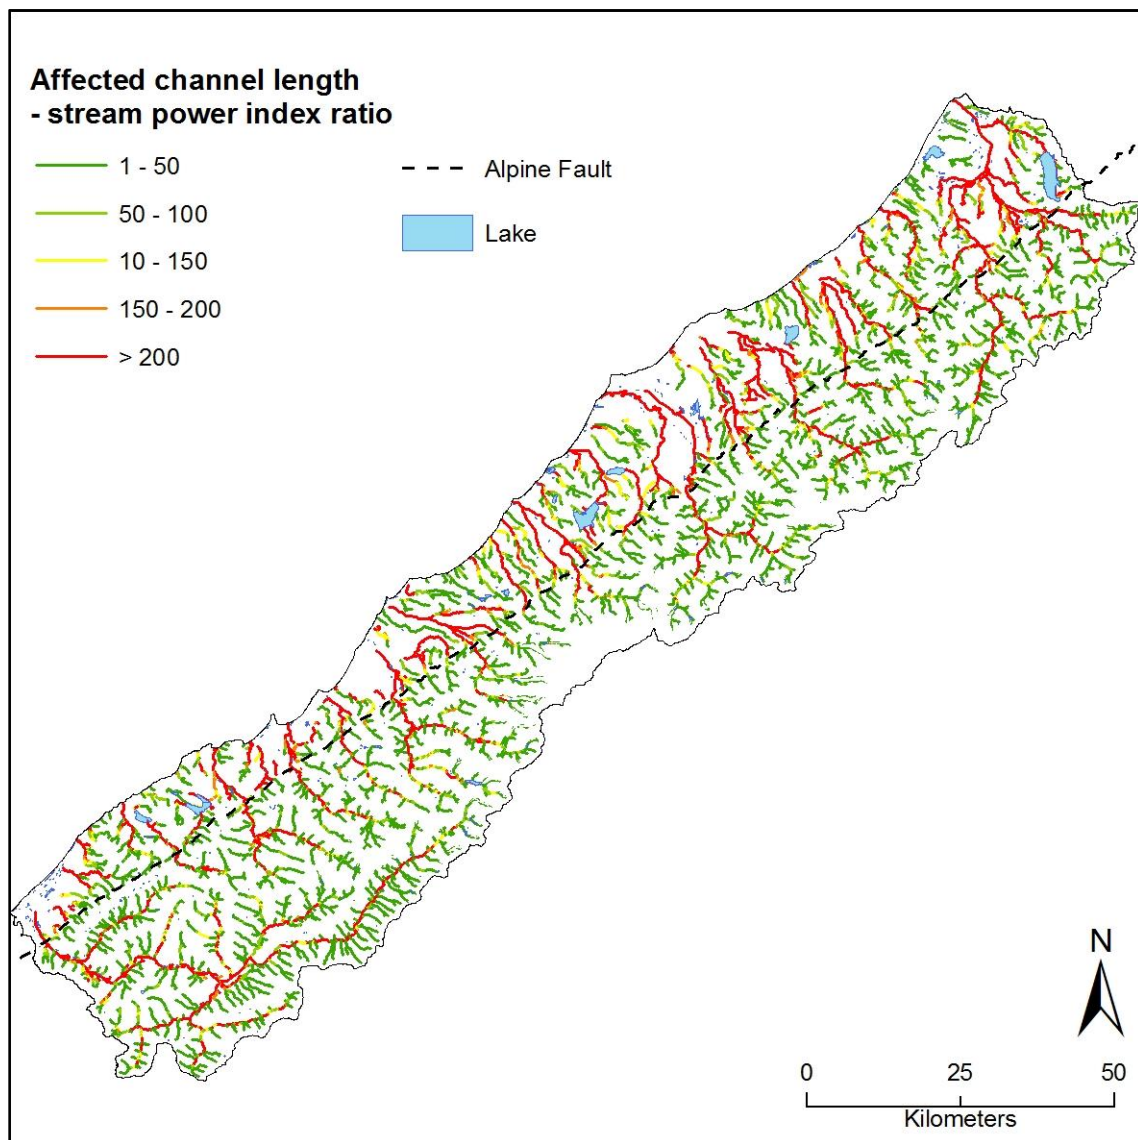 Affected channel length
- stream power index ratio
1 - 50
50 - 100
10 - 150
150 - 200
> 200
Alpine Fault
Lake
N
0 25 50
Kilometers